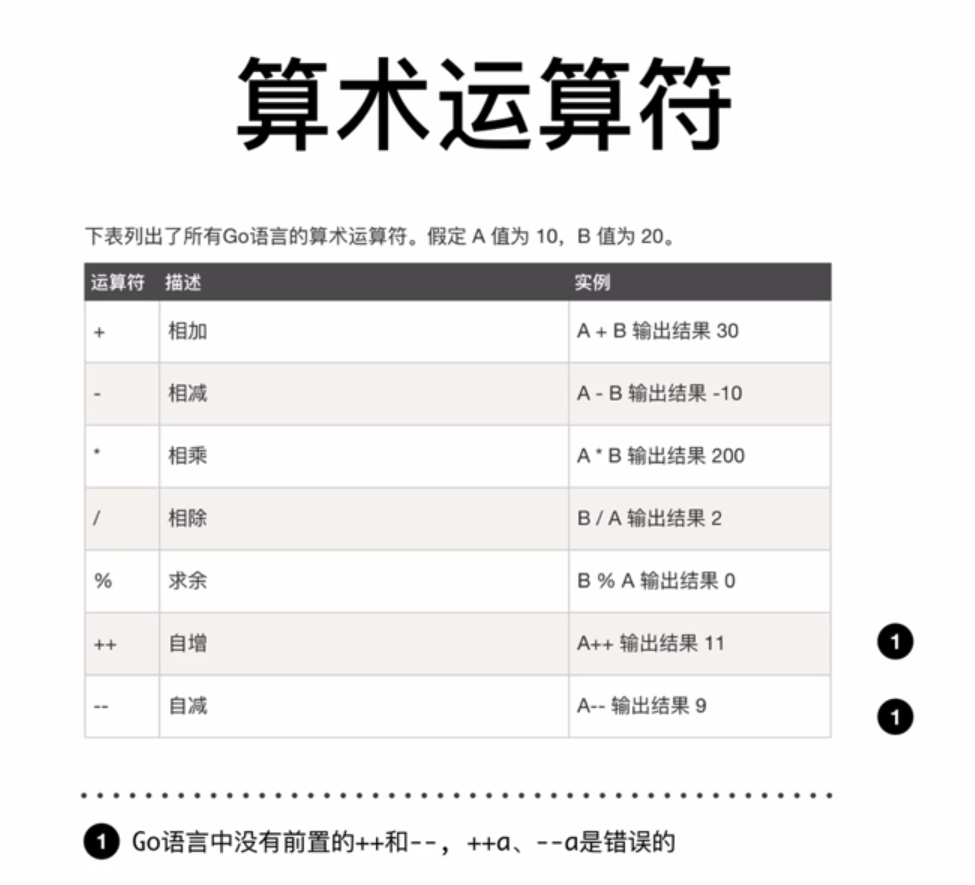 算术运算符
下表列出了所有Go语言的算术运算符。假定 A 值为 10，B 值为 20。
运算符 描述 实例
+ 相加 A + B 输出结果 30
- 相减 A - B 输出结果 -10
* 相乘 A * B 输出结果 200
/ 相除 B / A 输出结果 2
% 求余 B % A 输出结果 0
++ 自增 A++ 输出结果 11 1
-- 自减 A-- 输出结果 9 1
1 Go语言中没有前置的++和--，++a、--a是错误的